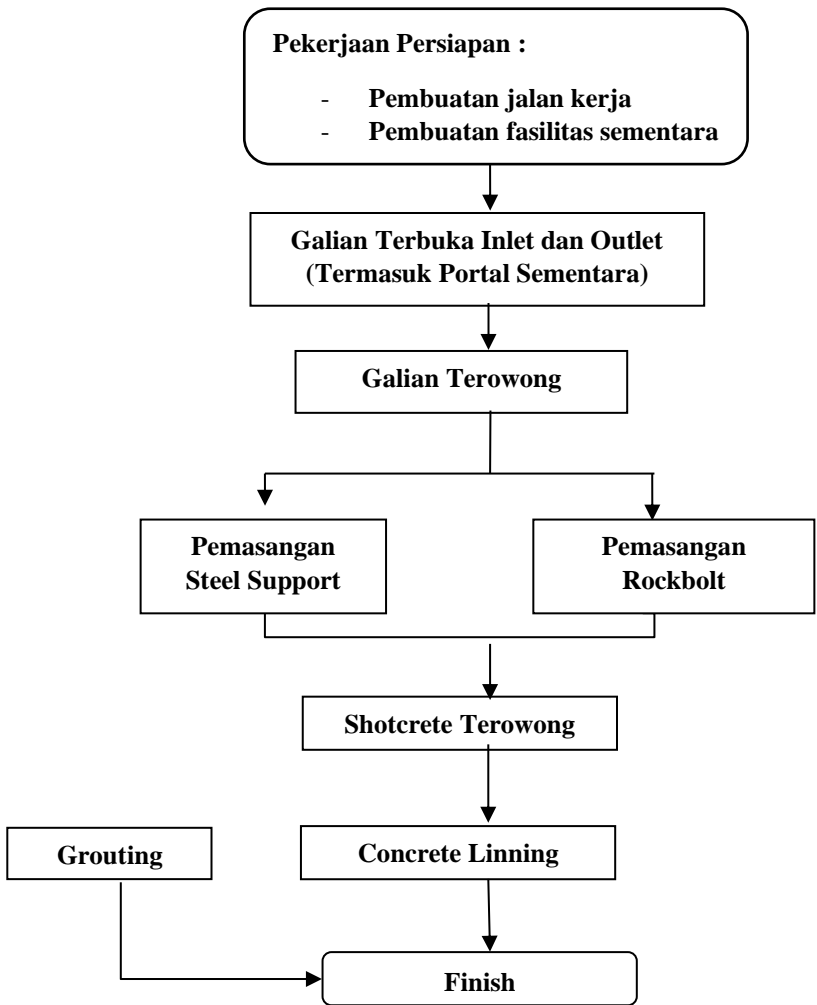 Pekerjaan Persiapan :
- Pembuatan jalan kerja
- Pembuatan fasilitas sementara
Galian Terbuka Inlet dan Outlet
(Termasuk Portal Sementara)
Galian Terowong
Pemasangan
Steel Support
Pemasangan
Rockbolt
Shotcrete Terowong
Grouting
Concrete Linning
Finish